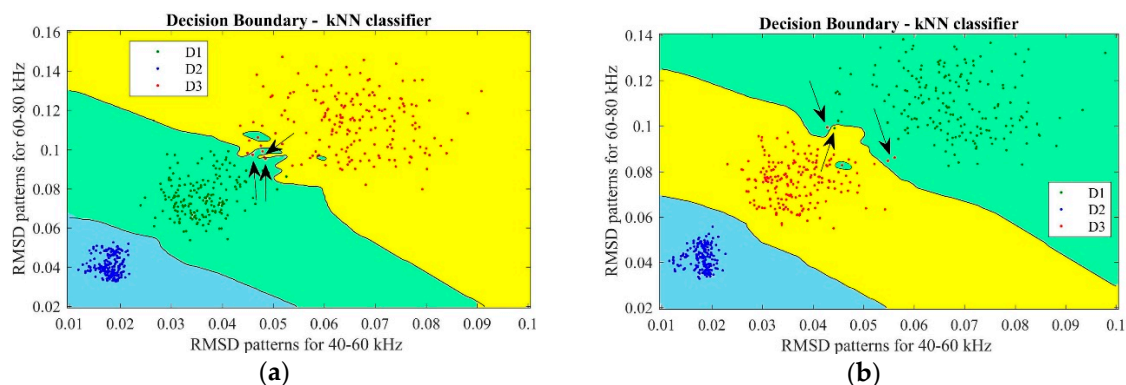 Decision Boundary - kNN classifier
RMSD patterns for 60-80 kHz
0.16
0.14
0.12
0.1
0.08
0.06
0.04
0.02
D1
D2
D3
0.01 0.02 0.03 0.04 0.05 0.06 0.07 0.08 0.09 0.1
RMSD patterns for 40-60 kHz
(a)
Decision Boundary - kNN classifier
RMSD patterns for 60-80 kHz
0.14
0.12
0.1
0.08
0.06
0.04
0.02
D1
D2
D3
0.01 0.02 0.03 0.04 0.05 0.06 0.07 0.08 0.09 0.1
RMSD patterns for 40-60 kHz
(b)